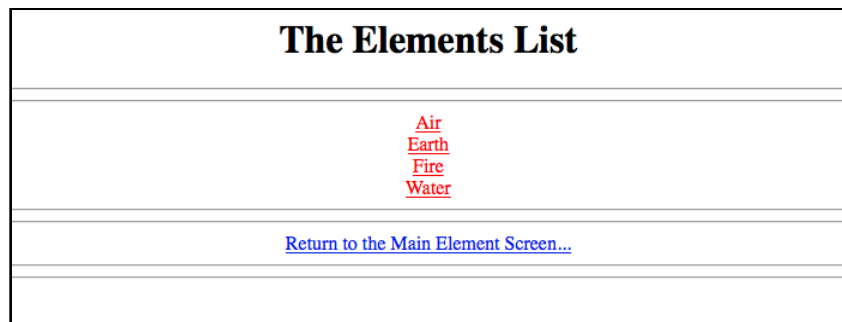 The Elements List
Air
Earth
Fire
Water
Return to the Main Element Screen...